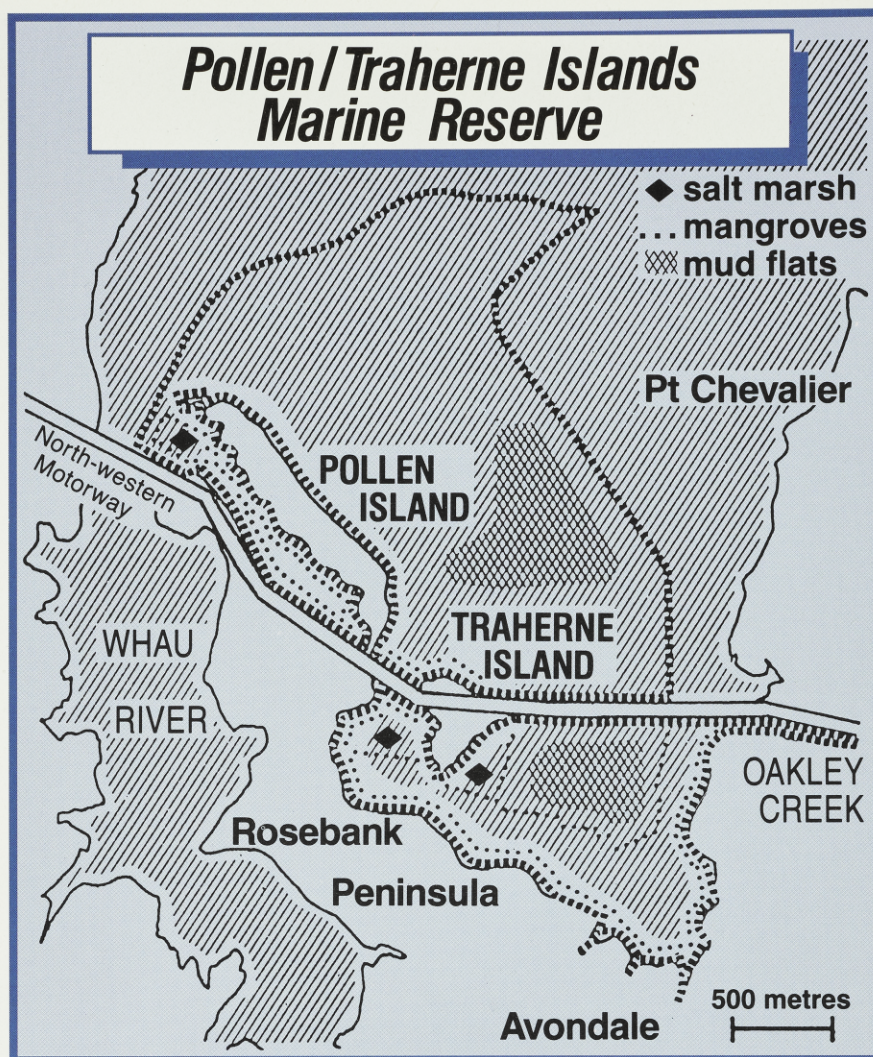 Pollen / Traherne Islands
Marine Reserve
salt marsh
mangroves
mud flats
Pt Chevalier
North-western
Motorway
POLLEN
ISLAND
TRAHERNE
ISLAND
WHAU
RIVER
OAKLEY
CREEK
Rosebank
Peninsula
500 metres
Avondale